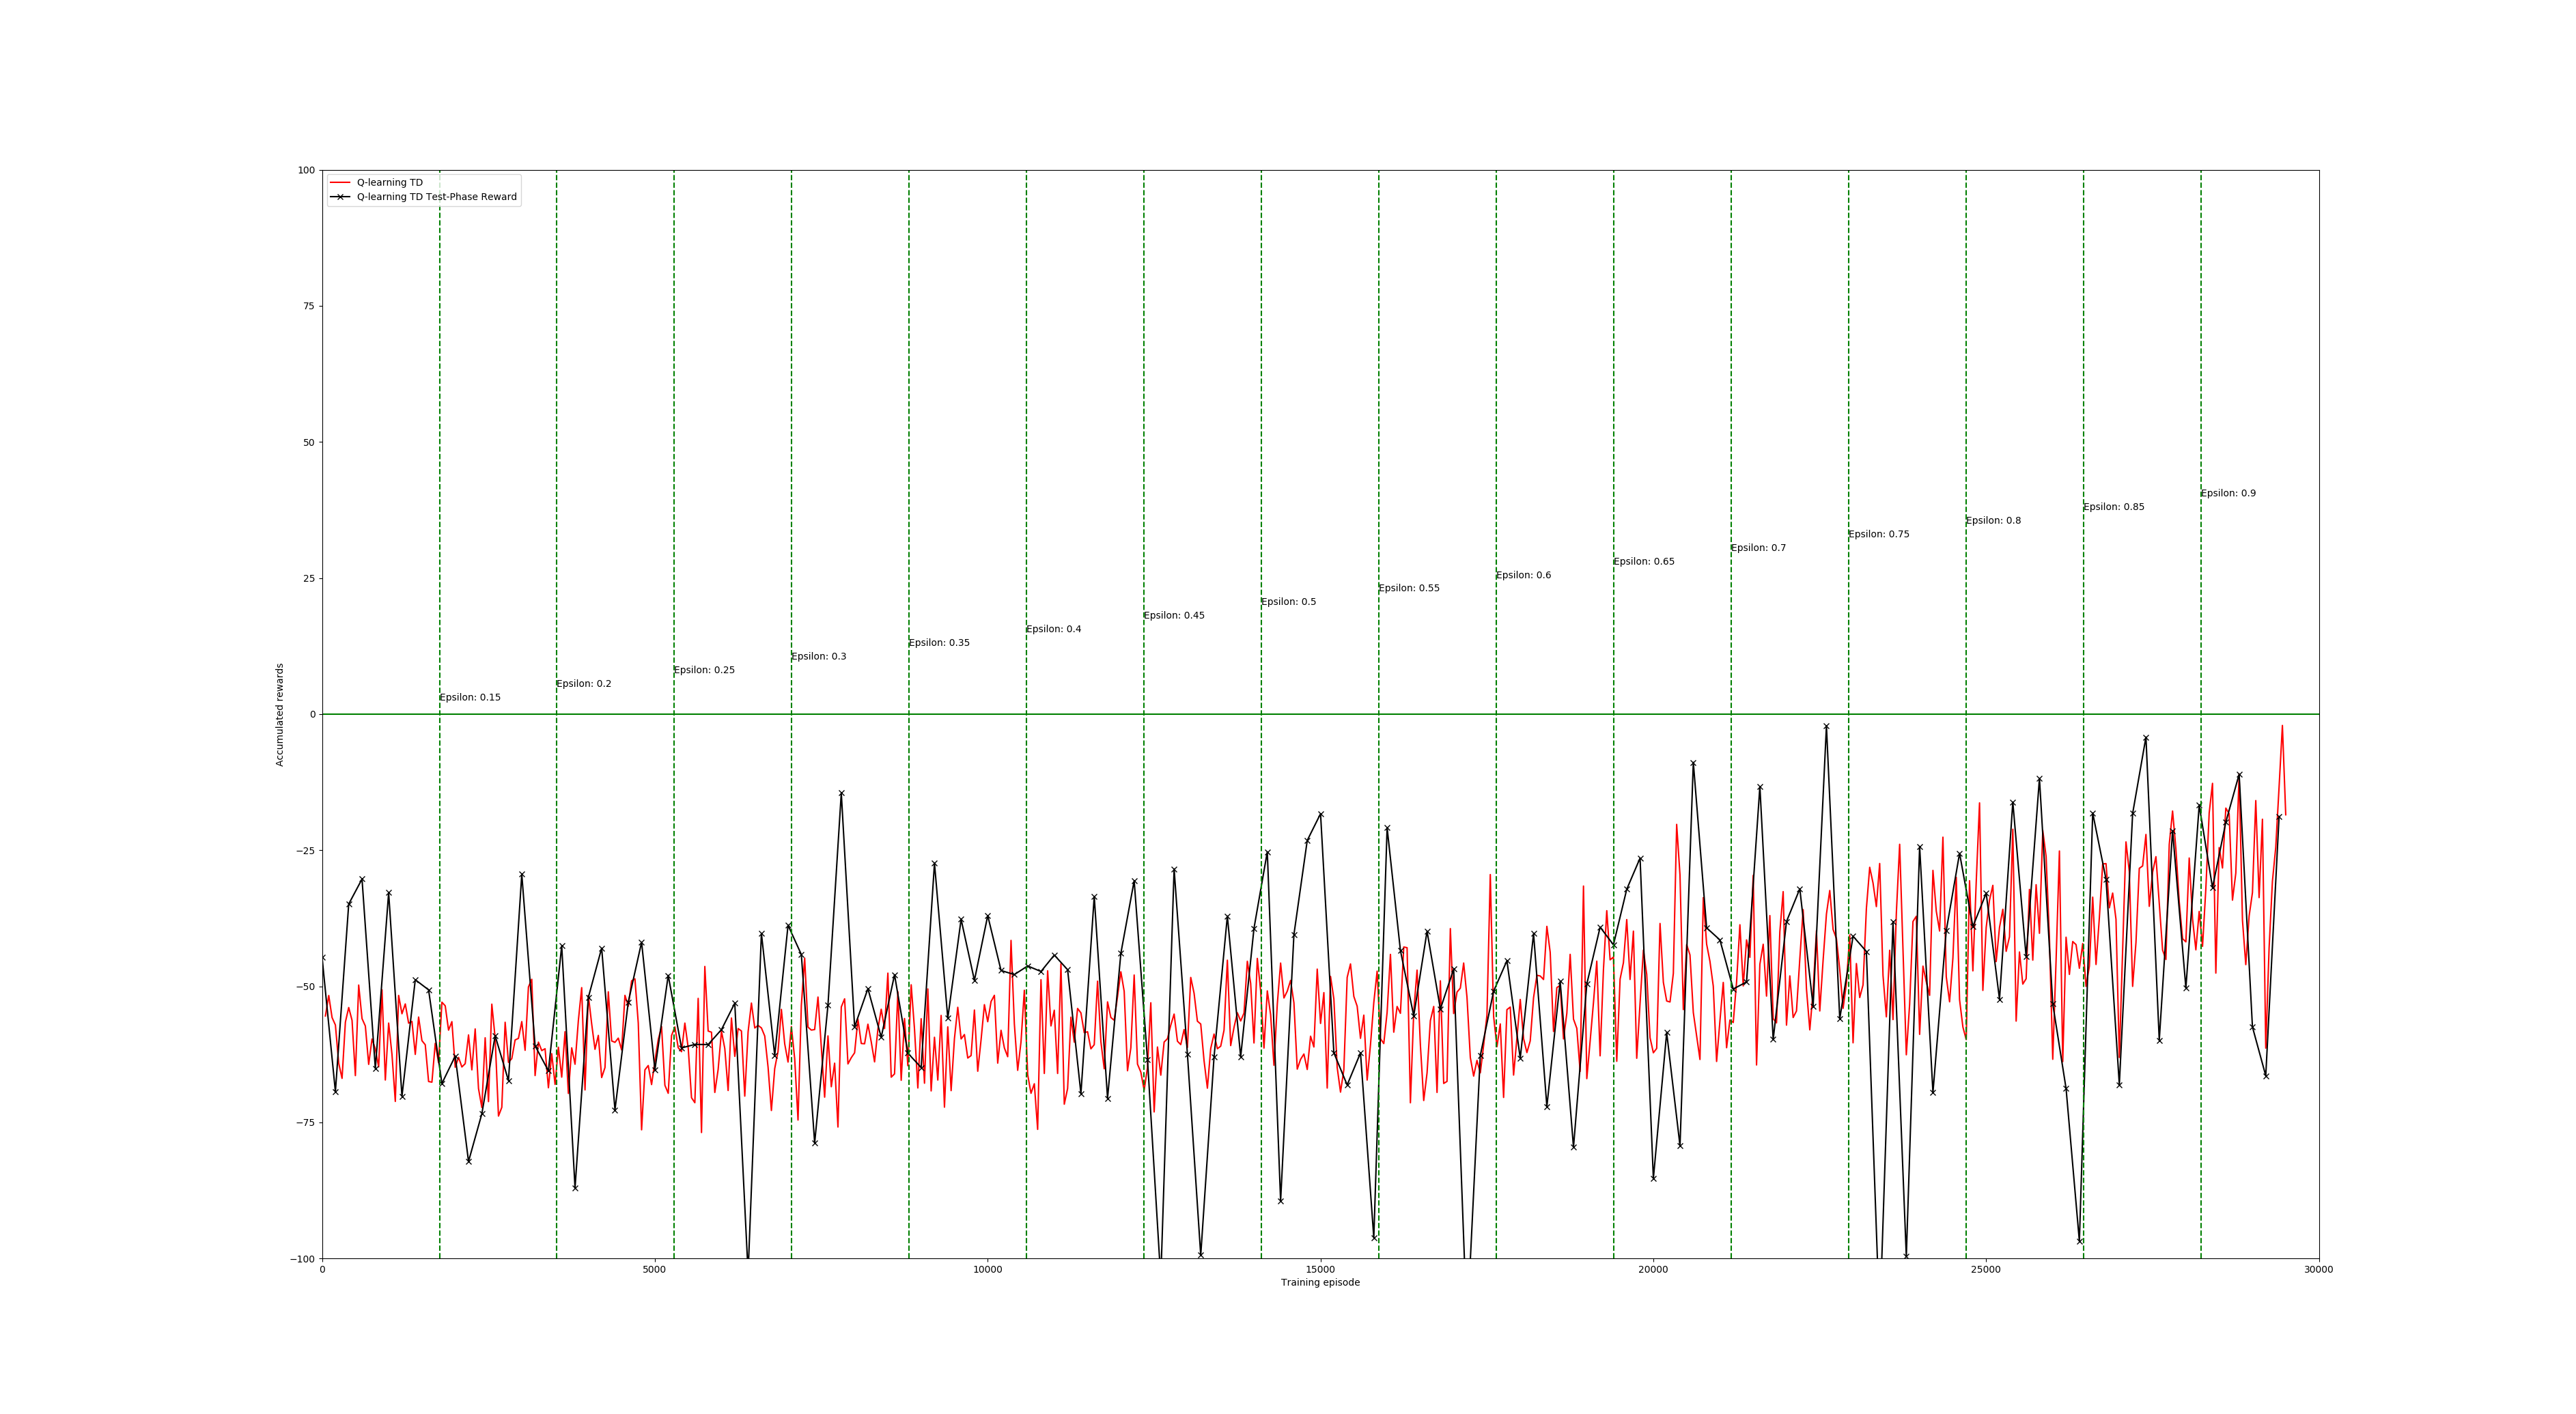 100
Q-learning TD
Q-learning TD Test-Phase Reward
75
50
Epsilon: 0.9
Epsilon: 0.85
Epsilon: 0.8
Epsilon: 0.75
Epsilon: 0.7
Epsilon: 0.65
25
Epsilon: 0.6
Epsilon: 0.55
Epsilon: 0.5
Epsilon: 0.45
Epsilon: 0.4
Epsilon: 0.35
Epsilon: 0.3
Epsilon: 0.25
Epsilon: 0.2
Epsilon: 0.15
0
Accumulated rewards
−25
−50
−75
−100
0 5000 10000 15000 20000 25000 30000
Training episode